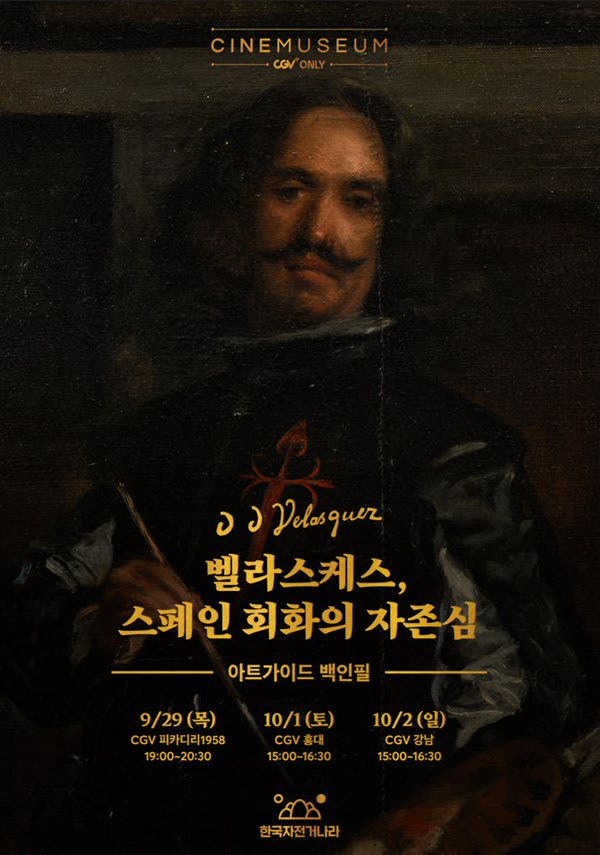 CINEMUSEUM
CGV ONLY
D D Velasquez
벨라스케스,
스페인 회화의 자존심
아트가이드 백인필
9/29 (목) 10/1 (토) 10/2 (일)
CGV 피카디리1958 CGV 홍대 CGV 강남
19:00~20:30 15:00~16:30 15:00~16:30
한국자전거나라